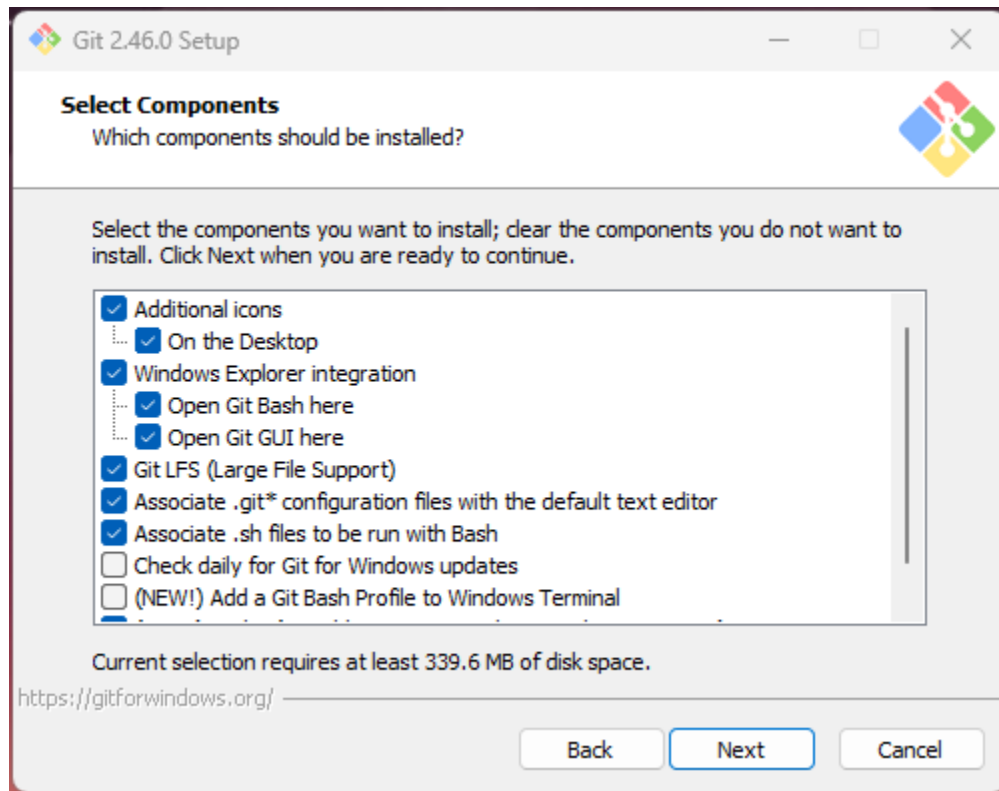 Git 2.46.0 Setup
Select Components
Which components should be installed?
Select the components you want to install; clear the components you do not want to
install. Click Next when you are ready to continue.
Additional icons
On the Desktop
Windows Explorer integration
Open Git Bash here
Open Git GUI here
Git LFS (Large File Support)
Associate .git* configuration files with the default text editor
Associate .sh files to be run with Bash
Check daily for Git for Windows updates
(NEW!) Add a Git Bash Profile to Windows Terminal
Current selection requires at least 339.6 MB of disk space.
https://gitforwindows.org/
Back Next Cancel